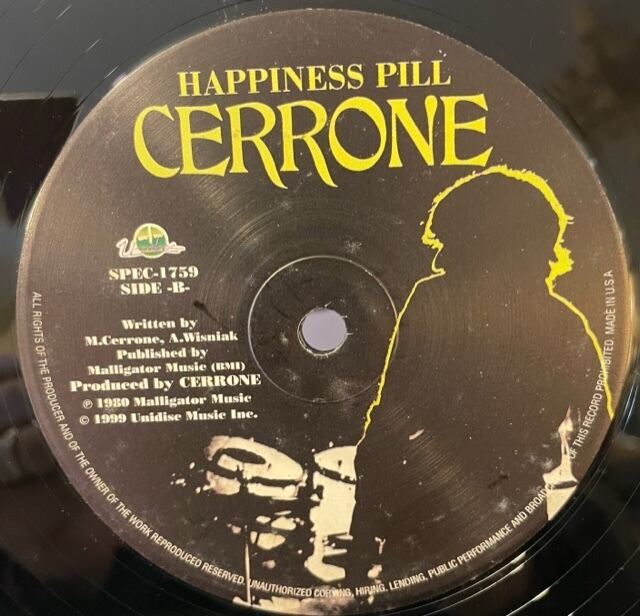 HAPPINESS PILL
CERRONE
Unidisc
SPEC-1759
SIDE -B-
Written by
M.Cerrone, A.Wisniak
Published by
Malligator Music (BMI)
Produced by CERRONE
℗ 1980 Malligator Music
© 1999 Unidisc Music Inc.
ALL RIGHTS OF THE PRODUCER AND OF THE OWNER OF THE WORK REPRODUCED RESERVED. UNAUTHORIZED COPYING, HIRING, LENDING, PUBLIC PERFORMANCE AND BROAD OF THIS RECORD PROHIBITED. MADE IN U.S.A